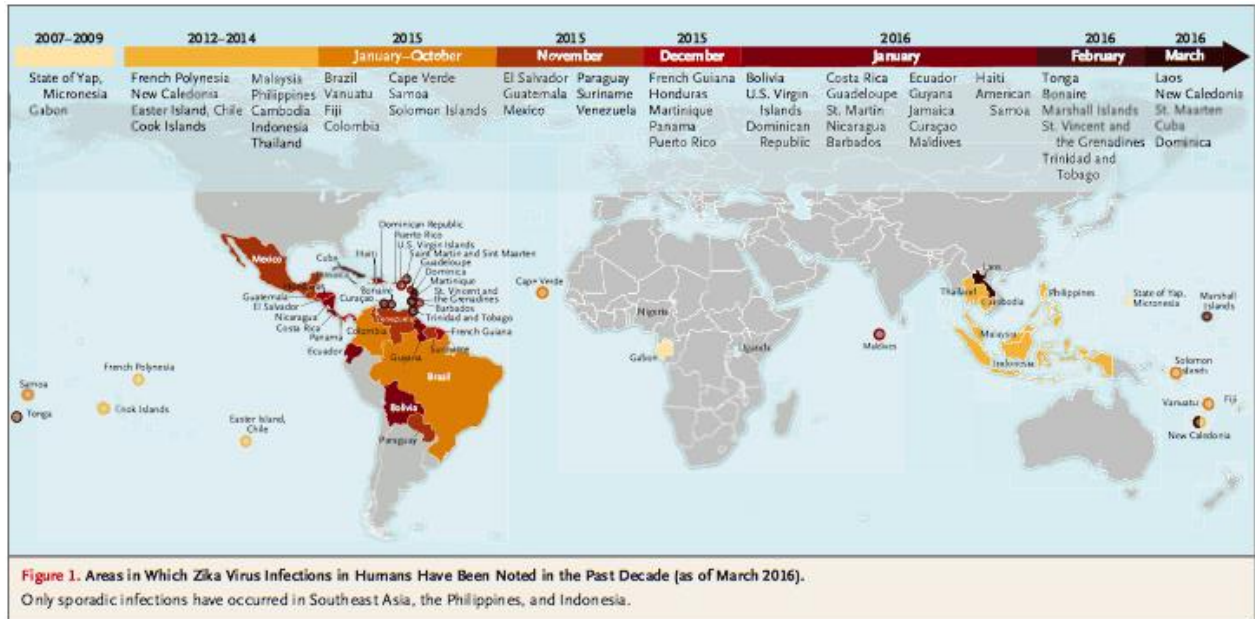 2007–2009 2012–2014 2015 2015 2015 2016 2016 2016
January–October November December January February March
State of Yap,
Micronesia
Gabon
French Polynesia
New Caledonia
Easter Island, Chile
Cook Islands
Malaysia
Philippines
Cambodia
Indonesia
Thailand
Brazil
Vanuatu
Fiji
Colombia
Cape Verde
Samoa
Solomon Islands
El Salvador
Guatemala
Mexico
Paraguay
Suriname
Venezuela
French Guiana
Honduras
Martinique
Panama
Puerto Rico
Bolivia
U.S. Virgin
Islands
Dominican
Republic
Costa Rica
Guadeloupe
St. Martin
Nicaragua
Barbados
Ecuador
Guyana
Jamaica
Curaçao
Maldives
Haiti
American
Samoa
Tonga
Bonaire
Marshall Islands
St. Vincent and
the Grenadines
Trinidad and
Tobago
Laos
New Caledonia
St. Maarten
Cuba
Dominica
Dominican Republic
Puerto Rico
U.S. Virgin Islands
Saint Martin and Sint Maarten
Guadeloupe
Dominica
Martinique
St. Vincent and
the Grenadines
Barbados
Trinidad and Tobago
Mexico
Cuba
Haiti
Jamaica
Honduras
Bonaire
Guatemala
Curaçao
El Salvador
Nicaragua
Costa Rica
Venezuela
Panama
Colombia
French Guiana
Ecuador
Guyana
Suriname
Brazil
Bolivia
Paraguay
French Polynesia
Samoa
Tonga
Cook Islands
Easter Island,
Chile
Cape Verde
Nigeria
Gabon
Uganda
Maldives
Laos
Thailand
Cambodia
Philippines
Malaysia
Indonesia
State of Yap,
Micronesia
Marshall
Islands
Solomon
Islands
Vanuatu
Fiji
New Caledonia
Figure 1. Areas in Which Zika Virus Infections in Humans Have Been Noted in the Past Decade (as of March 2016).
Only sporadic infections have occurred in Southeast Asia, the Philippines, and Indonesia.